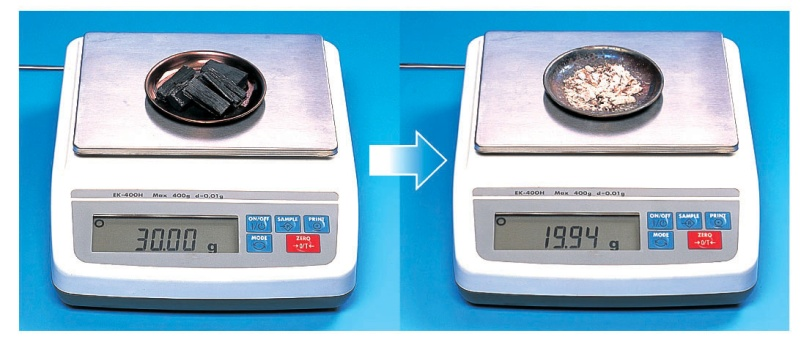 EK-400H Max 400g d=0.01g
30.00 g
ON/OFF SAMPLE PRINT
MODE ZERO
→0/T←
EK-400H Max 400g d=0.01g
19.94 g
ON/OFF SAMPLE PRINT
MODE ZERO
→0/T←